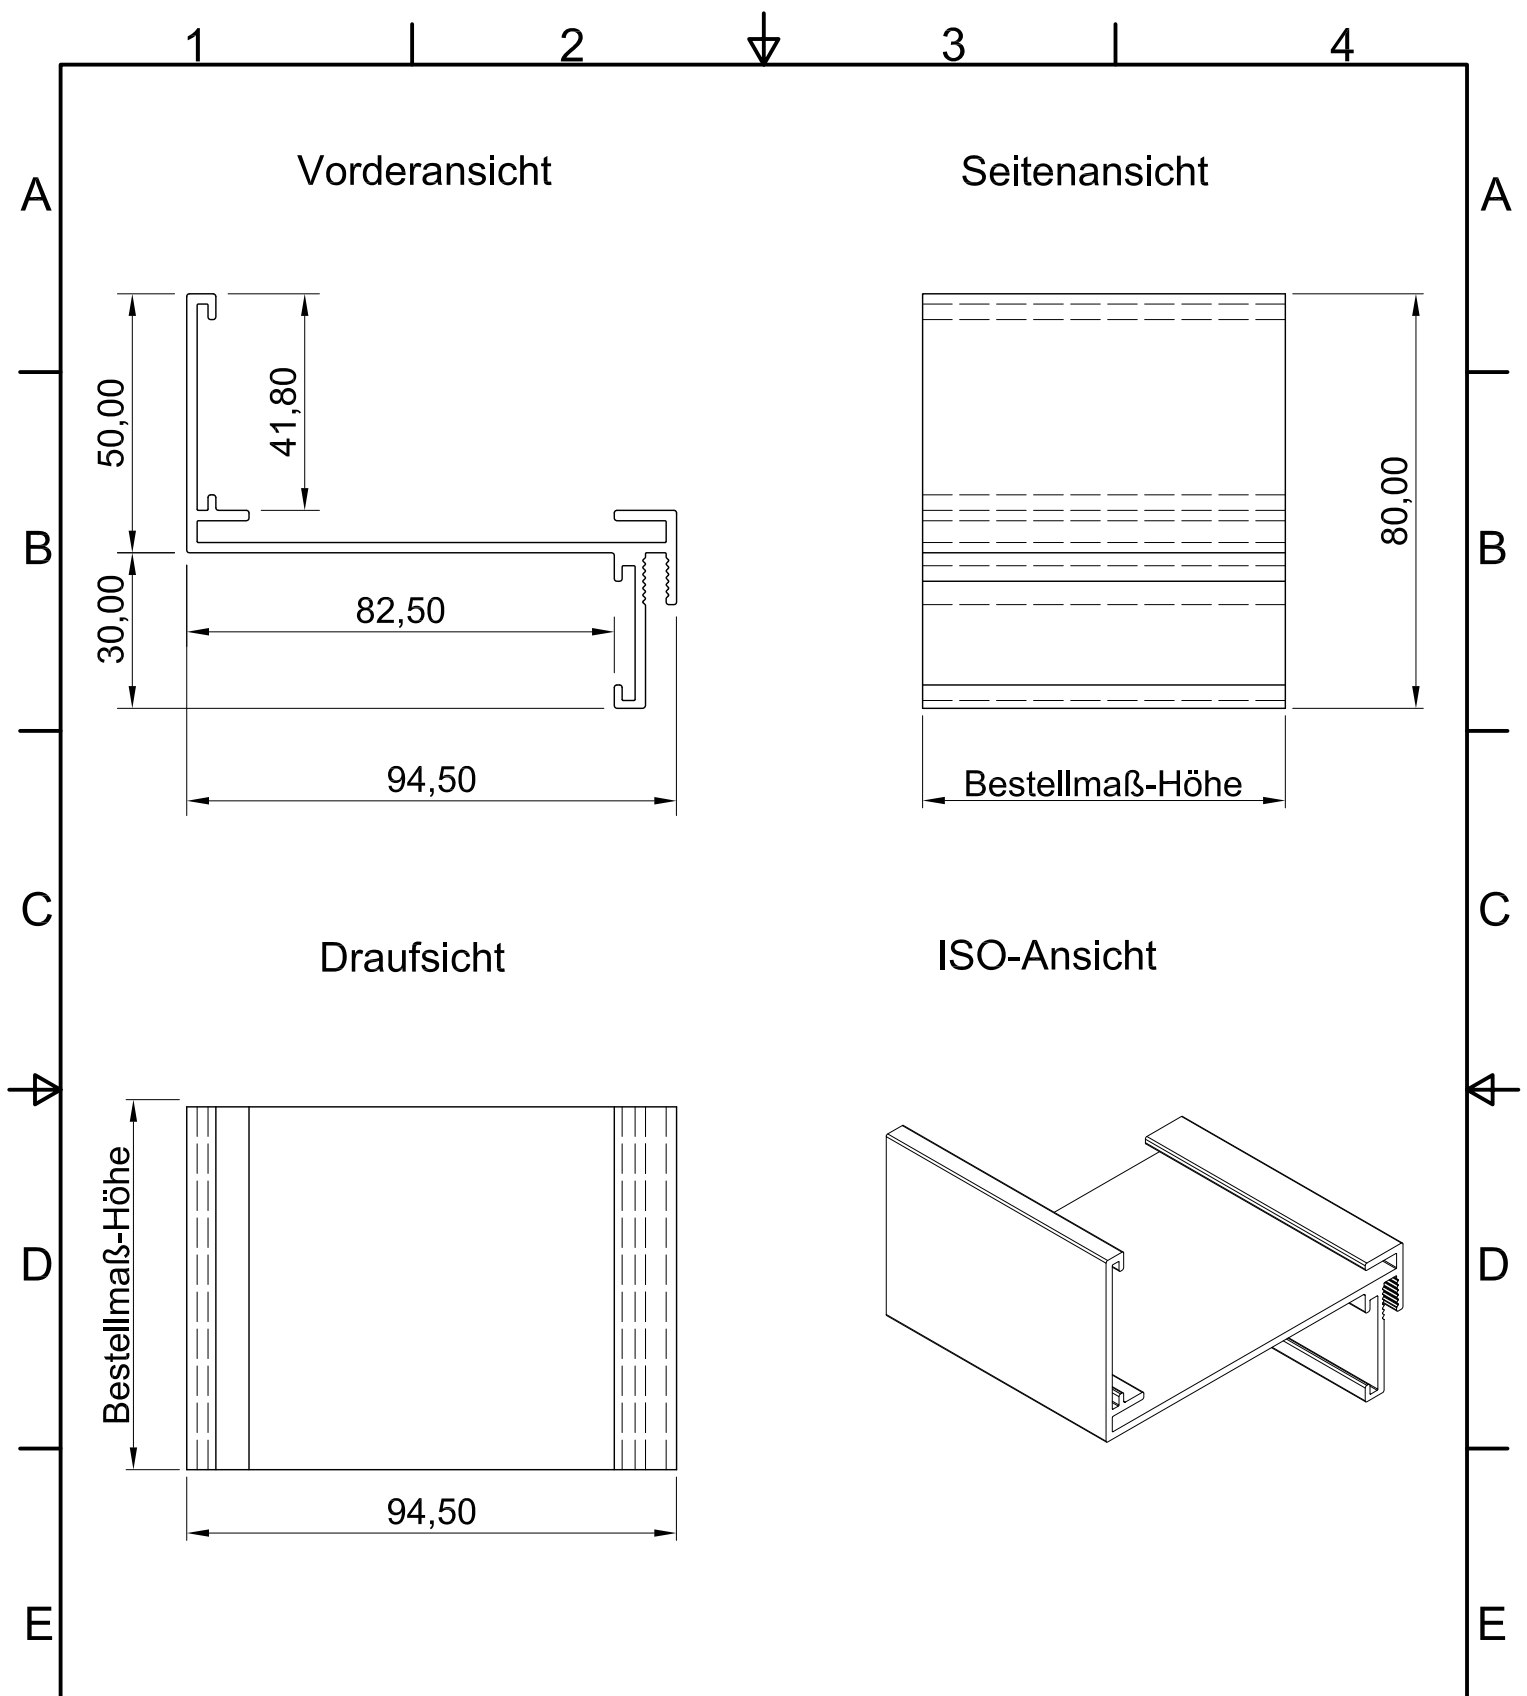 1 2 3 4
A A
Vorderansicht Seitenansicht
50,00 41,80 80,00
B B
30,00 82,50
94,50 Bestellmaß-Höhe
C C
Draufsicht ISO-Ansicht
Bestellmaß-Höhe
D D
94,50
E E